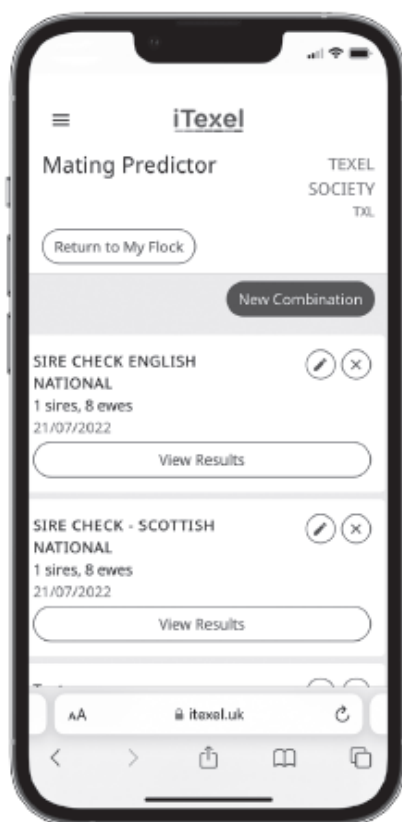 iTexel
Mating Predictor
TEXEL
SOCIETY
TXL
Return to My Flock
New Combination
SIRE CHECK ENGLISH
NATIONAL
1 sires, 8 ewes
21/07/2022
View Results
SIRE CHECK - SCOTTISH
NATIONAL
1 sires, 8 ewes
21/07/2022
View Results
AA
itexel.uk